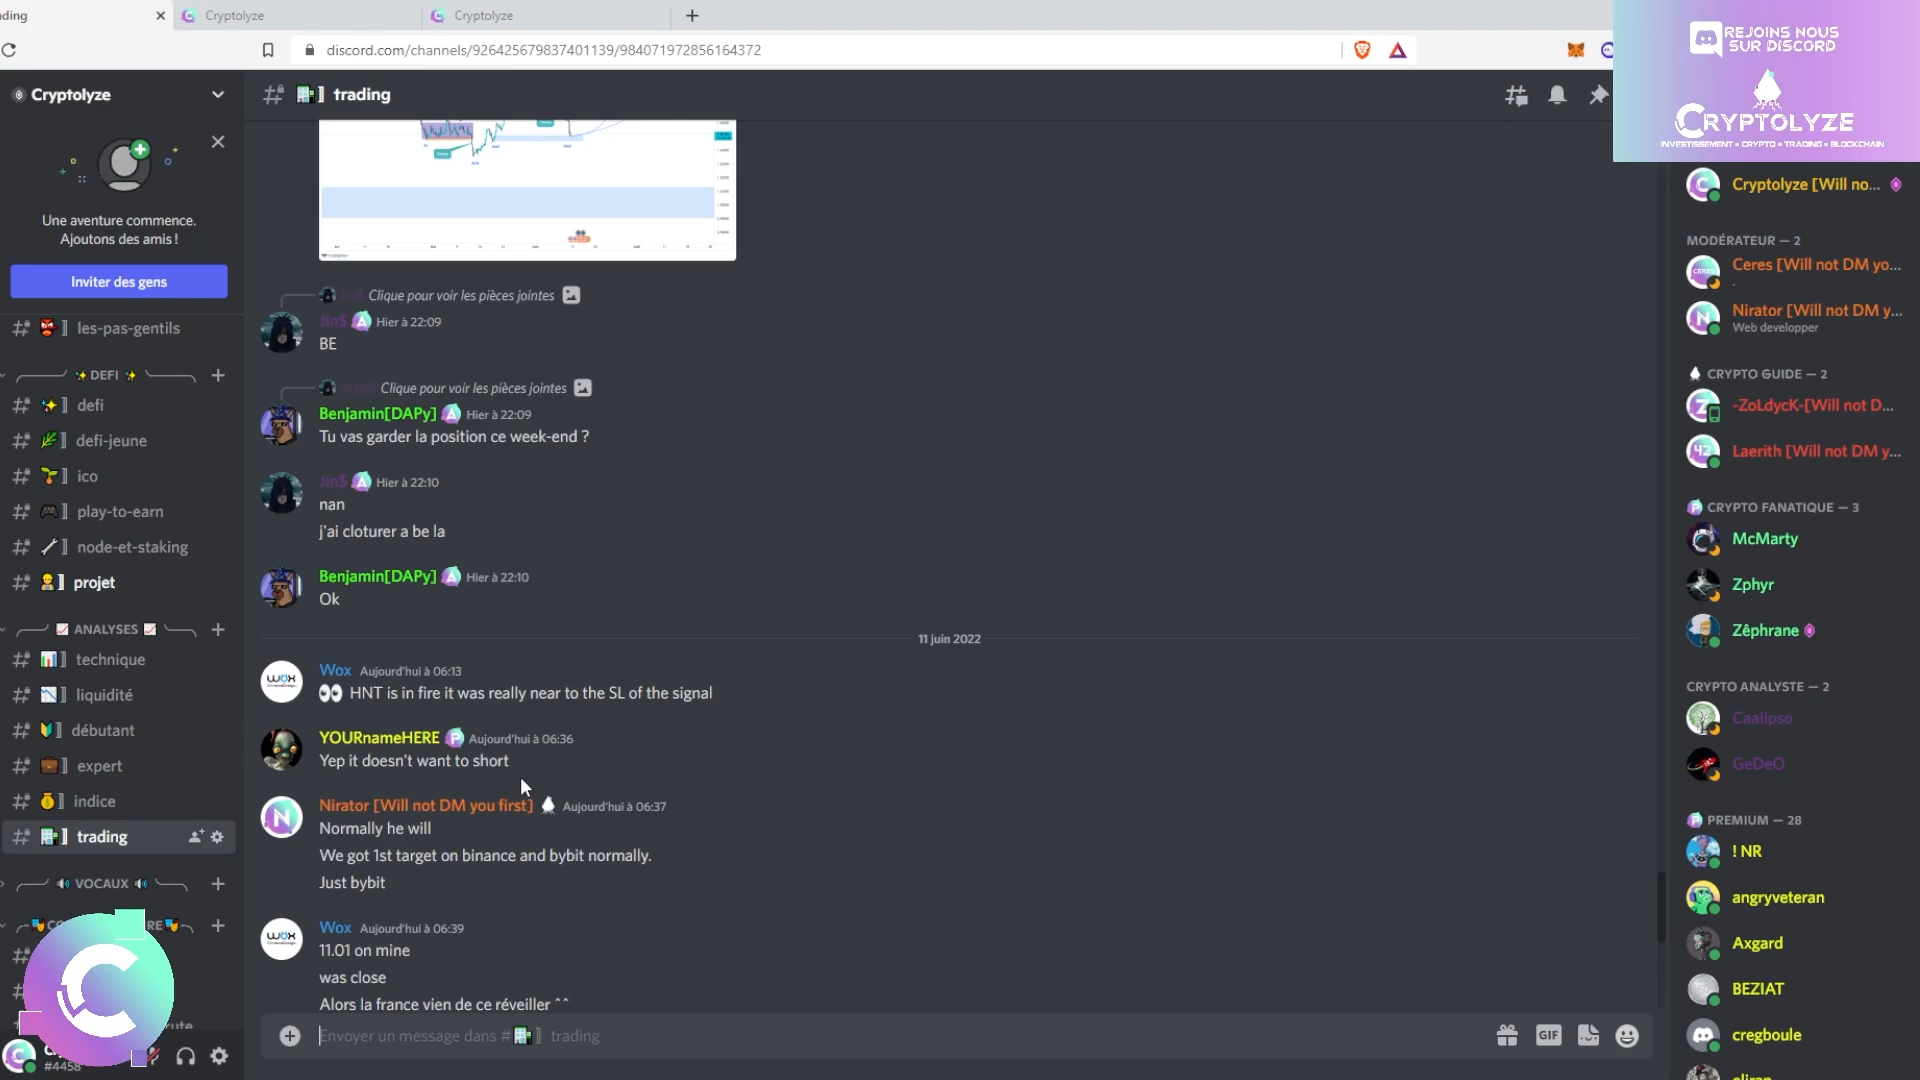 ding
Cryptolyze
Cryptolyze
discord.com/channels/926425679837401139/984071972856164372
REJOINS NOUS
SUR DISCORD
CRYPTOLYZE
INVESTISSEMENT • CRYPTO • TRADING • BLOCKCHAIN
Cryptolyze
Une aventure commence.
Ajoutons des amis !
Inviter des gens
les-pas-gentils
DEFI
defi
defi-jeune
ico
play-to-earn
node-et-staking
projet
ANALYSES
technique
liquidité
débutant
expert
indice
trading
VOCAUX
#4458
trading
Jin$ Clique pour voir les pièces jointes
Jin$ Hier à 22:09
BE
Clique pour voir les pièces jointes
Benjamin[DAPy] Hier à 22:09
Tu vas garder la position ce week-end ?
Jin$ Hier à 22:10
nan
j'ai cloturer a be la
Benjamin[DAPy] Hier à 22:10
Ok
11 juin 2022
Wox Aujourd'hui à 06:13
👀 HNT is in fire it was really near to the SL of the signal
YOURnameHERE Aujourd'hui à 06:36
Yep it doesn't want to short
Nirator [Will not DM you first] Aujourd'hui à 06:37
Normally he will
We got 1st target on binance and bybit normally.
Just bybit
Wox Aujourd'hui à 06:39
11.01 on mine
was close
Alors la france vien de ce réveiller ^^
Envoyer un message dans # trading
GIF
Cryptolyze [Will no...
MODÉRATEUR — 2
Ceres [Will not DM yo...
.
Nirator [Will not DM y...
Web developper
CRYPTO GUIDE — 2
-ZoLdycK-[Will not D...
Laerith [Will not DM y...
CRYPTO FANATIQUE — 3
McMarty
Zphyr
Zêphrane
CRYPTO ANALYSTE — 2
Caalipso
GeDeO
PREMIUM — 28
! NR
angryveteran
Axgard
BEZIAT
cregboule